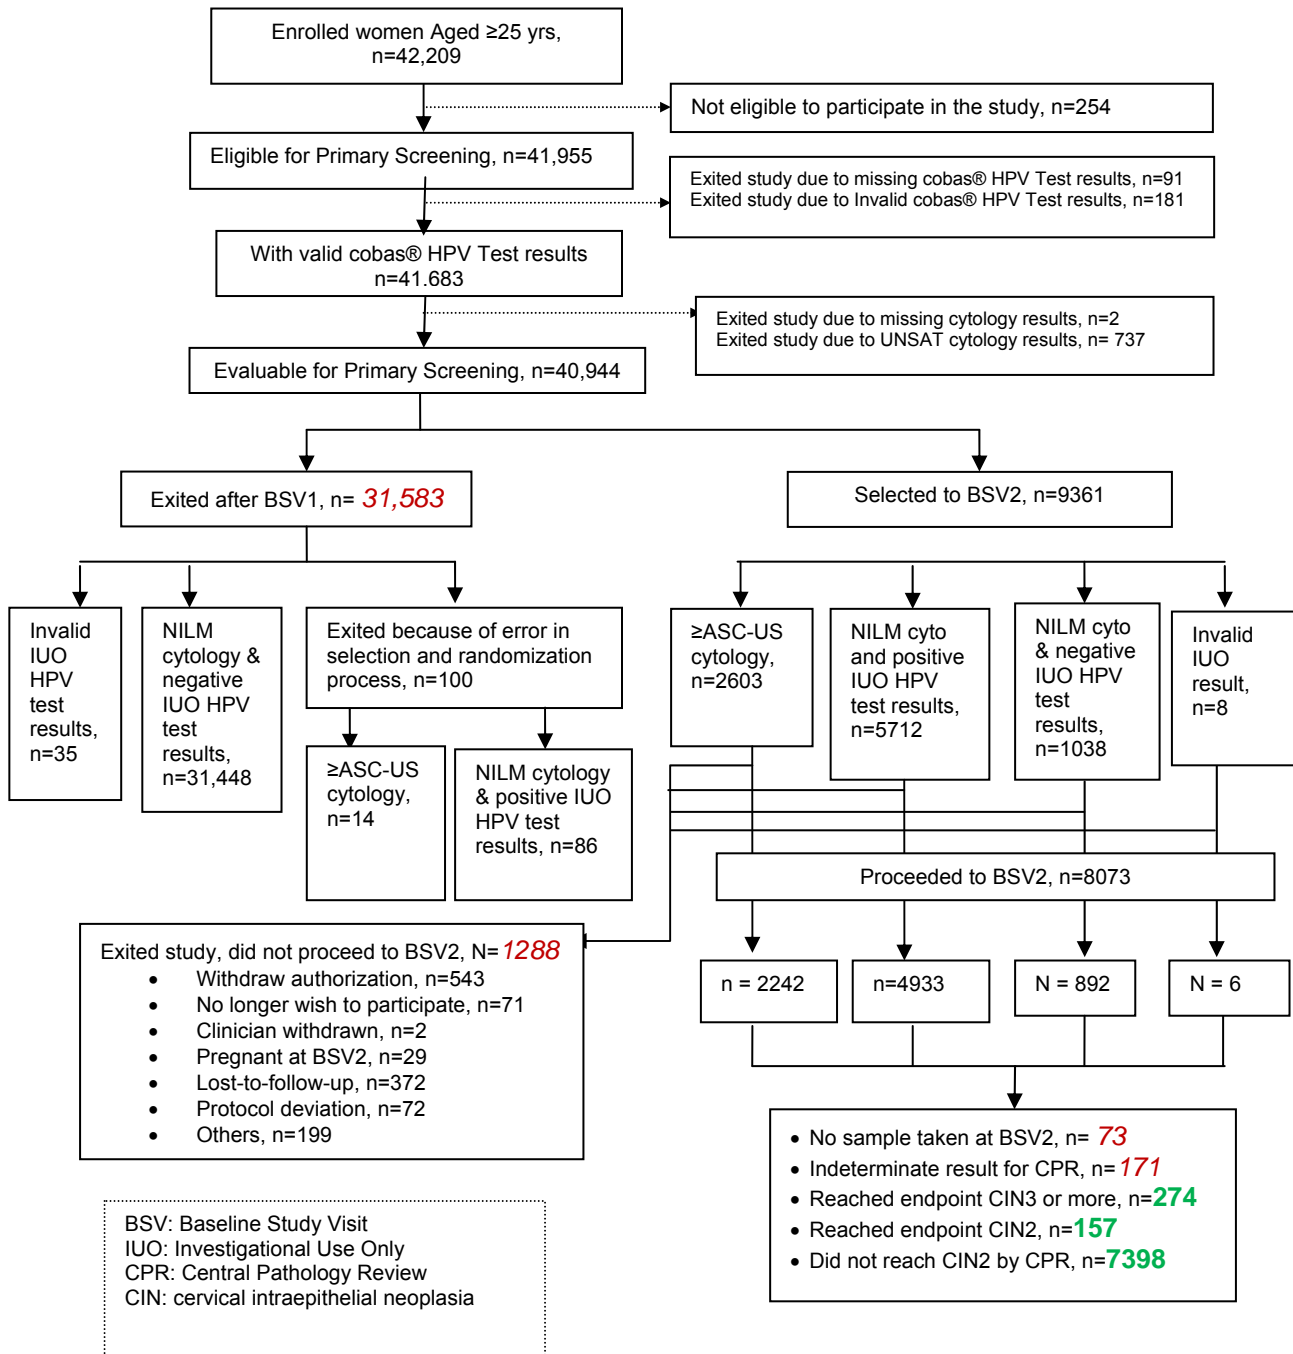 Enrolled women Aged ≥25 yrs,
n=42,209
Not eligible to participate in the study, n=254
Eligible for Primary Screening, n=41,955
Exited study due to missing cobas® HPV Test results, n=91
Exited study due to Invalid cobas® HPV Test results, n=181
With valid cobas® HPV Test results
n=41.683
Exited study due to missing cytology results, n=2
Exited study due to UNSAT cytology results, n= 737
Evaluable for Primary Screening, n=40,944
Exited after BSV1, n= 31,583
Selected to BSV2, n=9361
Invalid
IUO
HPV
test
results,
n=35
NILM
cytology &
negative
IUO HPV
test
results,
n=31,448
Exited because of error in
selection and randomization
process, n=100
≥ASC-US
cytology,
n=14
NILM cytology
& positive IUO
HPV test
results, n=86
≥ASC-US
cytology,
n=2603
NILM cyto
and positive
IUO HPV
test results,
n=5712
NILM cyto
& negative
IUO HPV
test
results,
n=1038
Invalid
IUO
result,
n=8
Proceeded to BSV2, n=8073
Exited study, did not proceed to BSV2, N=1288
• Withdraw authorization, n=543
• No longer wish to participate, n=71
• Clinician withdrawn, n=2
• Pregnant at BSV2, n=29
• Lost-to-follow-up, n=372
• Protocol deviation, n=72
• Others, n=199
n = 2242
n=4933
N = 892
N = 6
• No sample taken at BSV2, n= 73
• Indeterminate result for CPR, n=171
• Reached endpoint CIN3 or more, n=274
• Reached endpoint CIN2, n=157
• Did not reach CIN2 by CPR, n=7398
BSV: Baseline Study Visit
IUO: Investigational Use Only
CPR: Central Pathology Review
CIN: cervical intraepithelial neoplasia